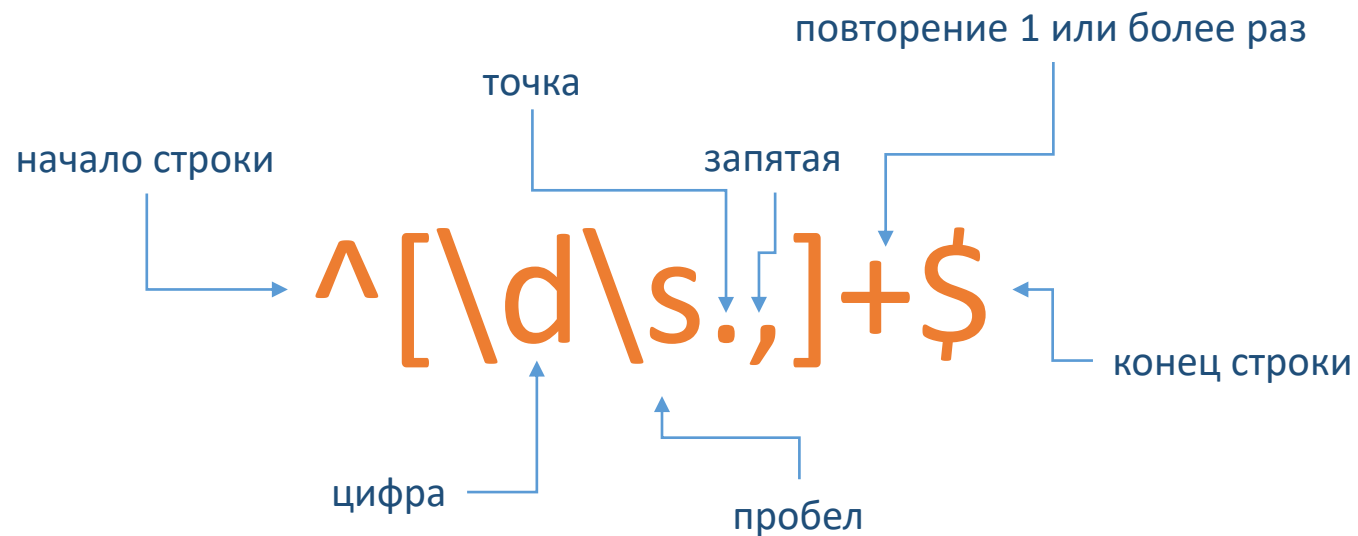 повторение 1 или более раз
точка
запятая
начало строки
^[\d\s.,]+$
конец строки
цифра
пробел